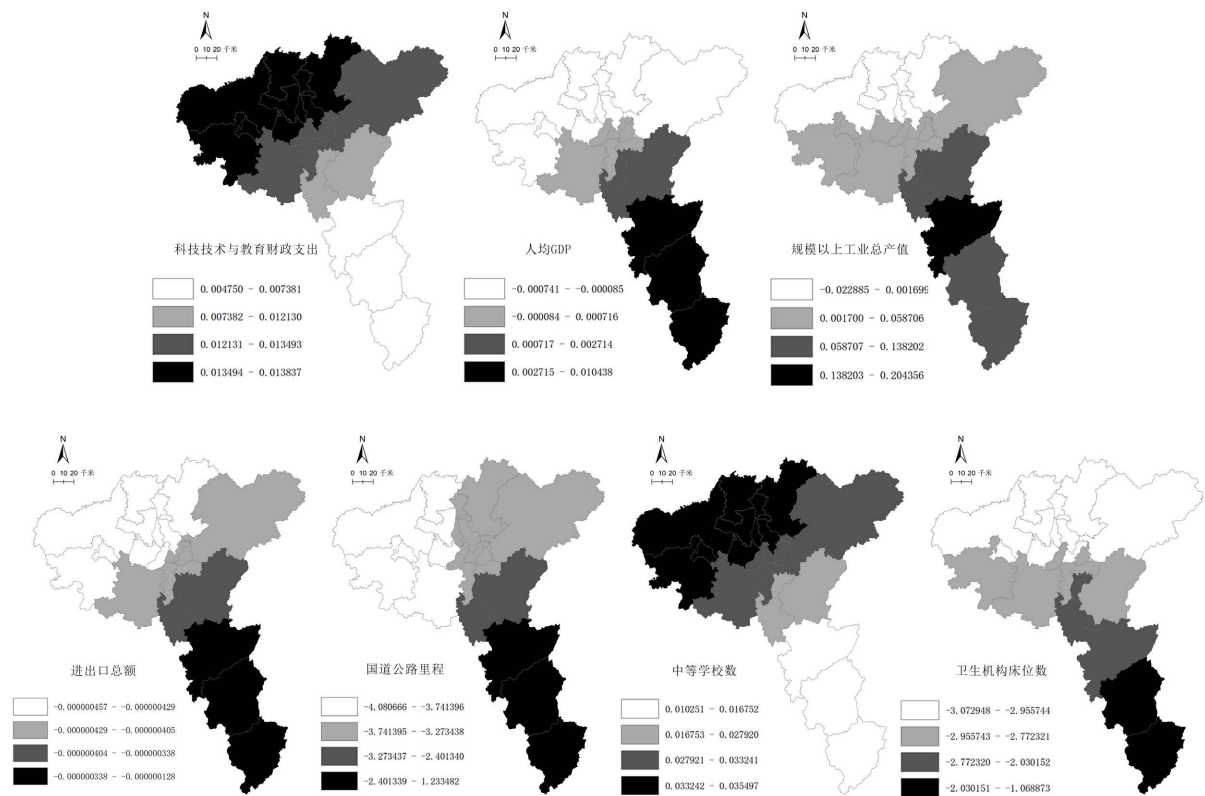 N
0 10 20 千米
科技技术与教育财政支出
0.004750 - 0.007381
0.007382 - 0.012130
0.012131 - 0.013493
0.013494 - 0.013837
N
0 10 20 千米
人均GDP
-0.000741 - -0.000085
-0.000084 - 0.000716
0.000717 - 0.002714
0.002715 - 0.010438
N
0 10 20 千米
规模以上工业总产值
-0.022885 - 0.001699
0.001700 - 0.058706
0.058707 - 0.138202
0.138203 - 0.204356
N
0 10 20 千米
进出口总额
-0.000000457 - -0.000000429
-0.000000429 - -0.000000405
-0.000000404 - -0.000000338
-0.000000338 - -0.000000128
N
0 10 20 千米
国道公路里程
-4.080666 - -3.741396
-3.741395 - -3.273438
-3.273437 - -2.401340
-2.401339 - 1.233482
N
0 10 20 千米
中等学校数
0.010251 - 0.016752
0.016753 - 0.027920
0.027921 - 0.033241
0.033242 - 0.035497
N
0 10 20 千米
卫生机构床位数
-3.072948 - -2.955744
-2.955743 - -2.772321
-2.772320 - -2.030152
-2.030151 - -1.068873